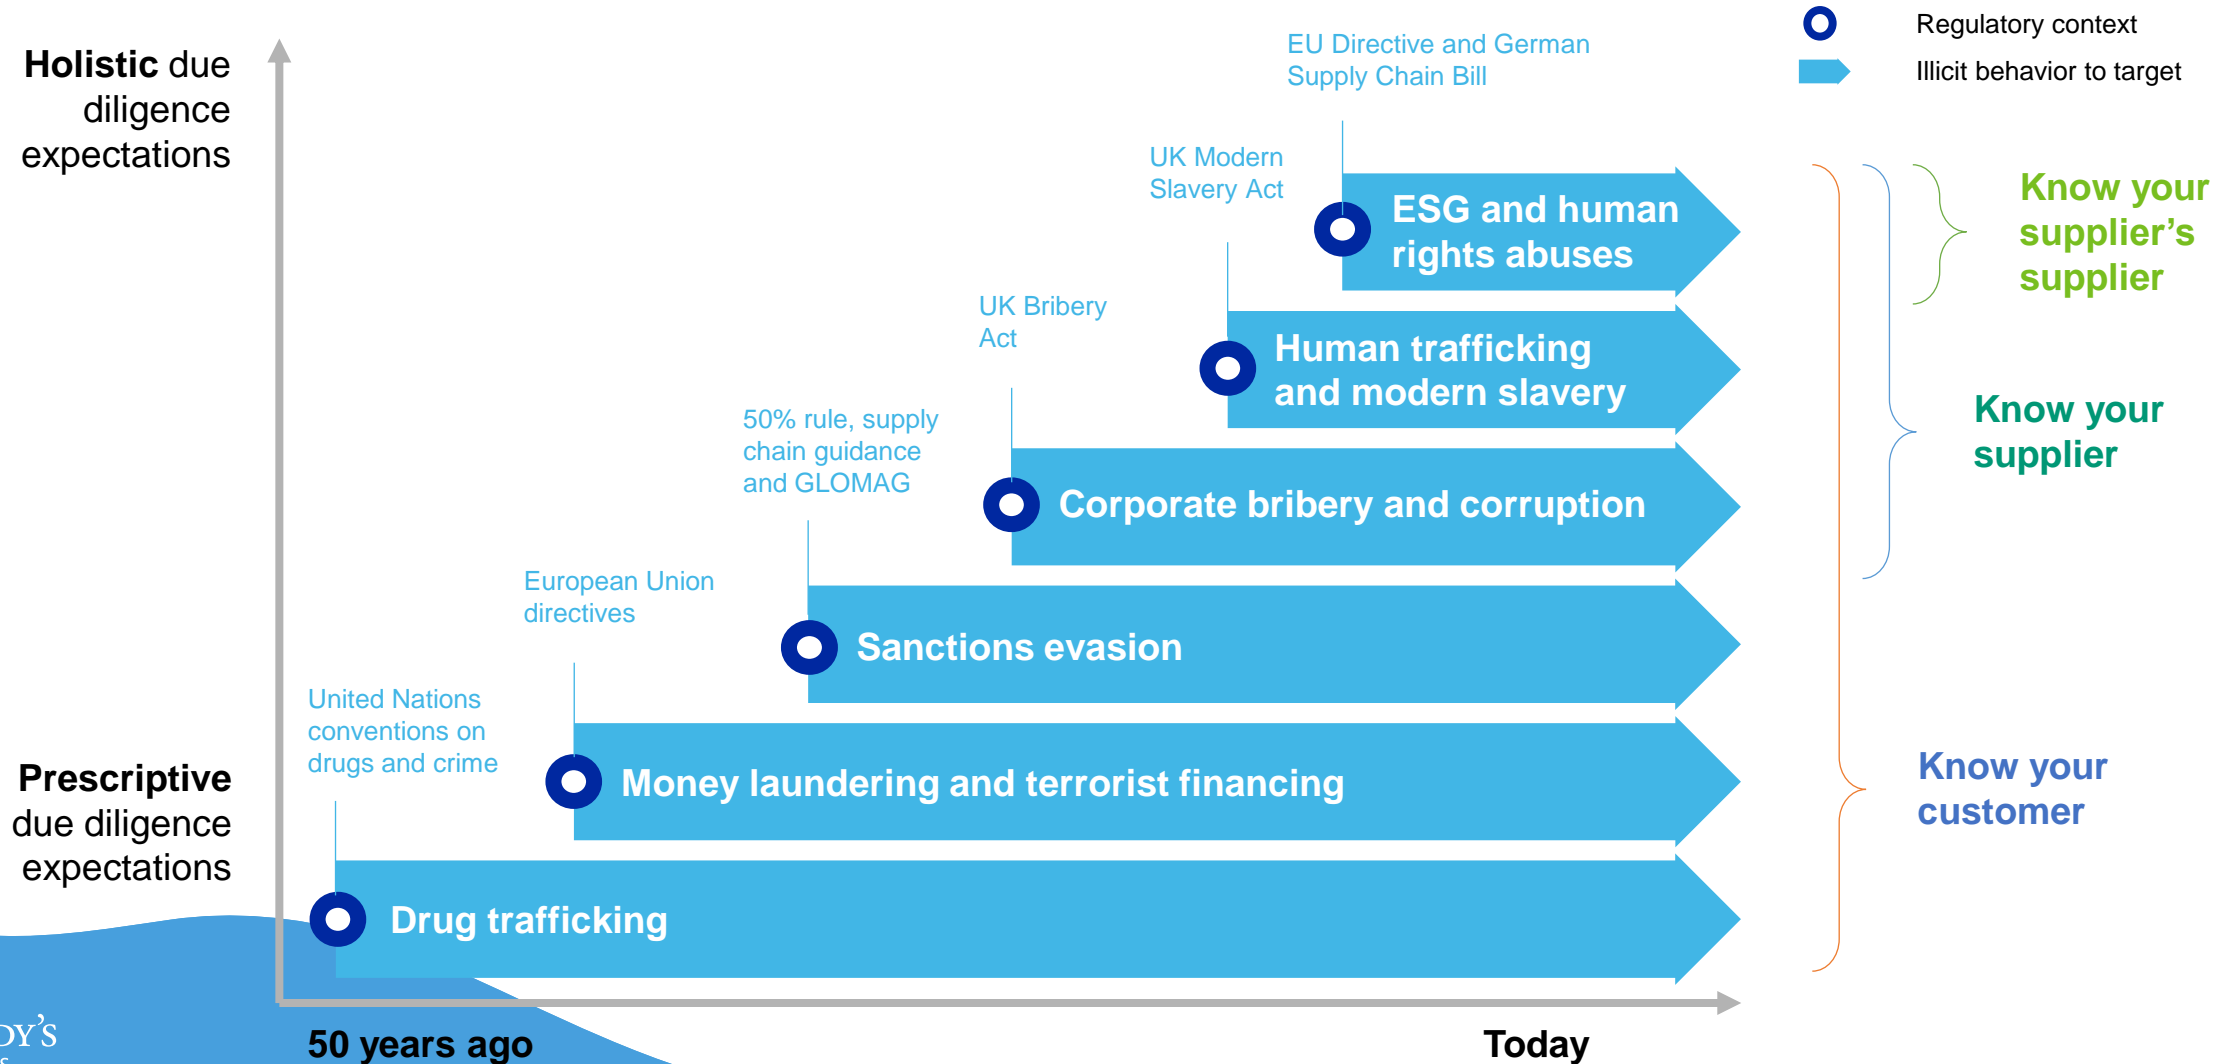 Regulatory context
Illicit behavior to target
Holistic due
diligence
expectations
EU Directive and German
Supply Chain Bill
UK Modern
Slavery Act
ESG and human
rights abuses
Know your
supplier’s
supplier
UK Bribery
Act
Human trafficking
and modern slavery
50% rule, supply
chain guidance
and GLOMAG
Know your
supplier
Corporate bribery and corruption
European Union
directives
Sanctions evasion
United Nations
conventions on
drugs and crime
Prescriptive
due diligence
expectations
Money laundering and terrorist financing
Know your
customer
Drug trafficking
50 years ago
Today